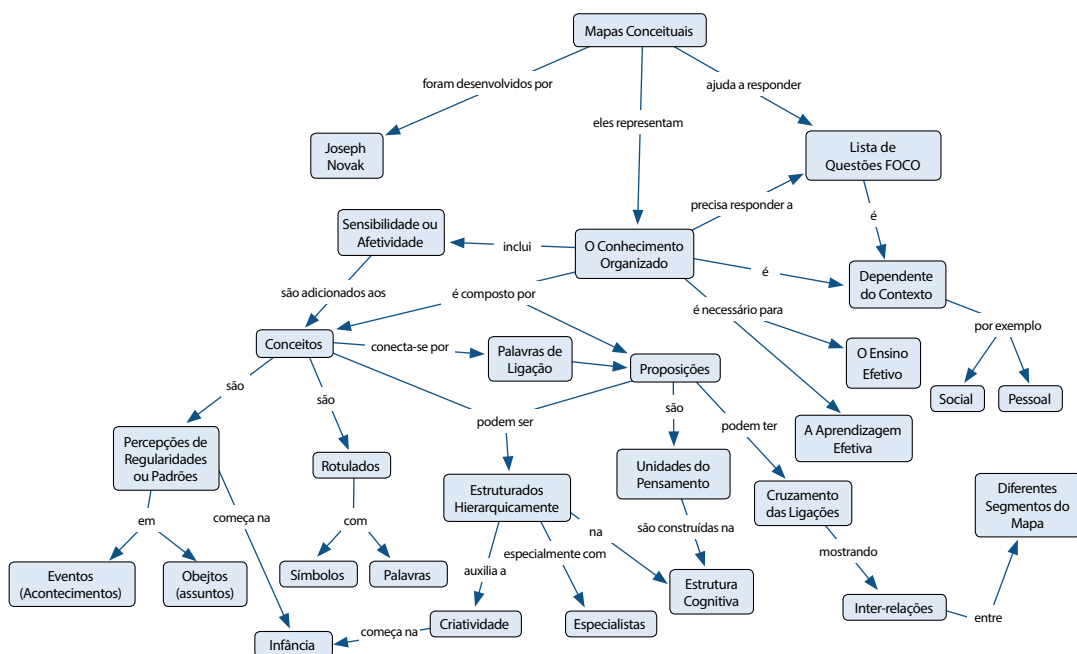 Mapas Conceituais
foram desenvolvidos por
ajuda a responder
eles representam
Joseph
Novak
Lista de
Questões FOCO
precisa responder a
é
Sensibilidade ou
Afetividade
inclui
O Conhecimento
Organizado
é
Dependente
do Contexto
são adicionados aos
é composto por
é necessário para
por exemplo
Conceitos
conecta-se por
Palavras de
Ligação
Proposições
O Ensino
Efetivo
Social
Pessoal
são
são
podem ser
são
podem ter
A Aprendizagem
Efetiva
Percepções de
Regularidades
ou Padrões
Rotulados
Estruturados
Hierarquicamente
Unidades do
Pensamento
Cruzamento
das Ligações
Diferentes
Segmentos do
Mapa
em
começa na
com
auxilia a
especialmente com
na
são construídas na
mostrando
Eventos
(Acontecimentos)
Obejtos
(assuntos)
Símbolos
Palavras
Estrutura
Cognitiva
Inter-relações
entre
Infância
começa na
Criatividade
Especialistas